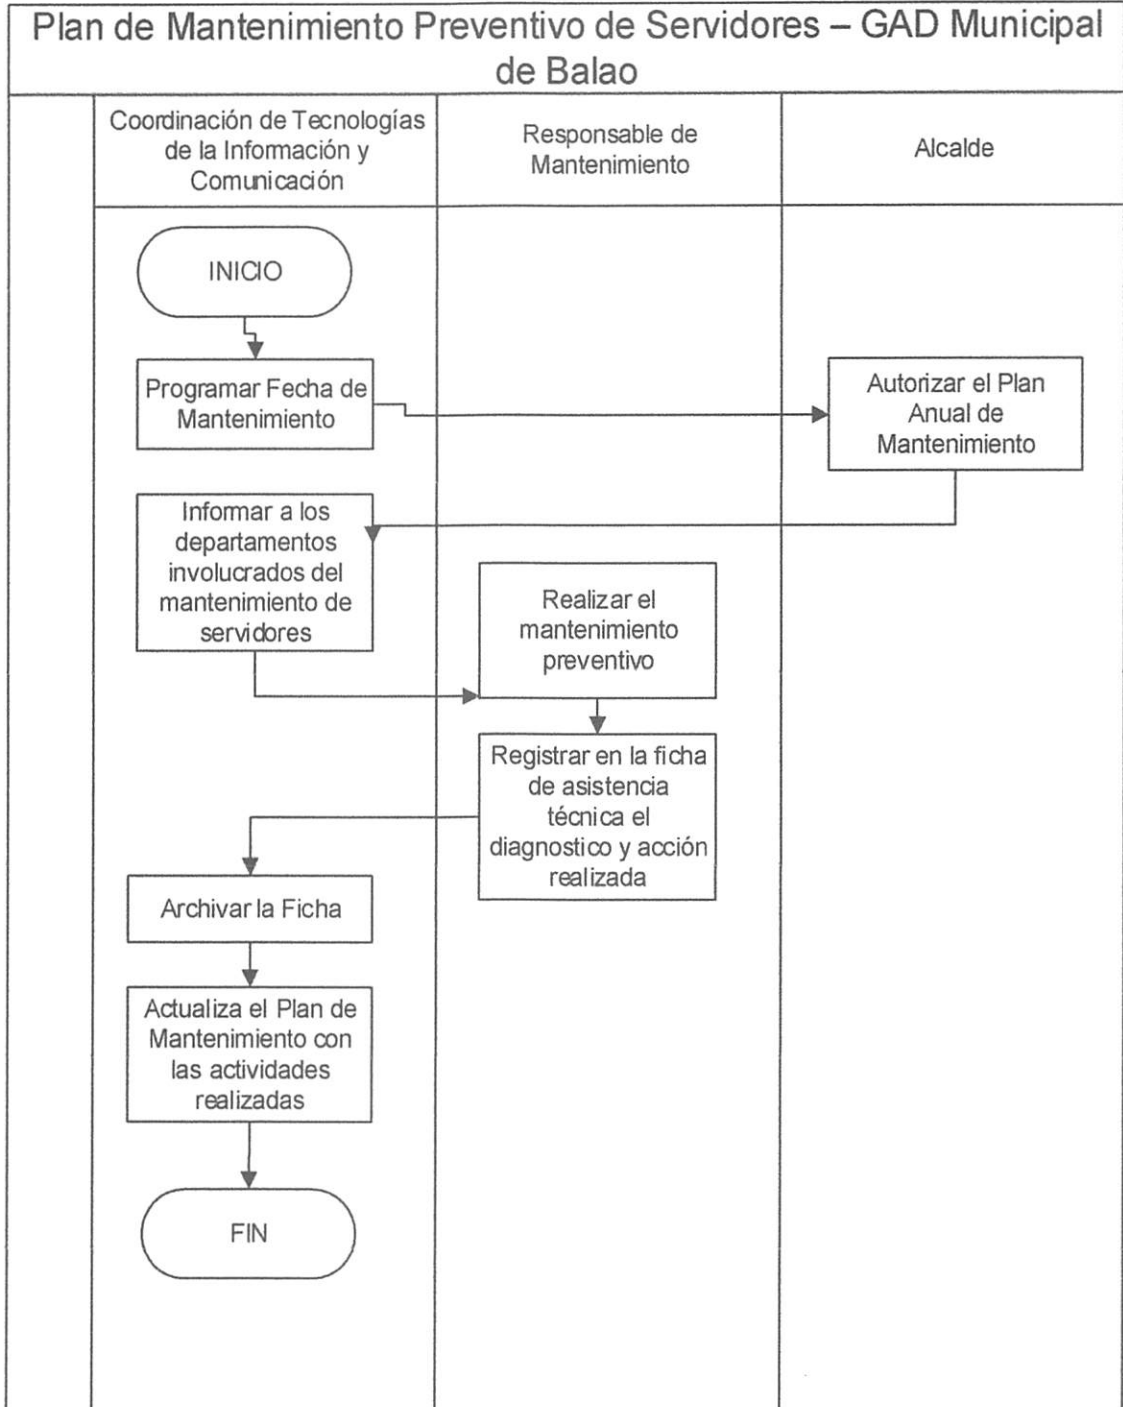 Plan de Mantenimiento Preventivo de Servidores – GAD Municipal
de Balao
Coordinación de Tecnologías
de la Información y
Comunicación
Responsable de
Mantenimiento
Alcalde
INICIO
Programar Fecha de
Mantenimiento
Autorizar el Plan
Anual de
Mantenimiento
Informar a los
departamentos
involucrados del
mantenimiento de
servidores
Realizar el
mantenimiento
preventivo
Registrar en la ficha
de asistencia
técnica el
diagnostico y acción
realizada
Archivar la Ficha
Actualiza el Plan de
Mantenimiento con
las actividades
realizadas
FIN